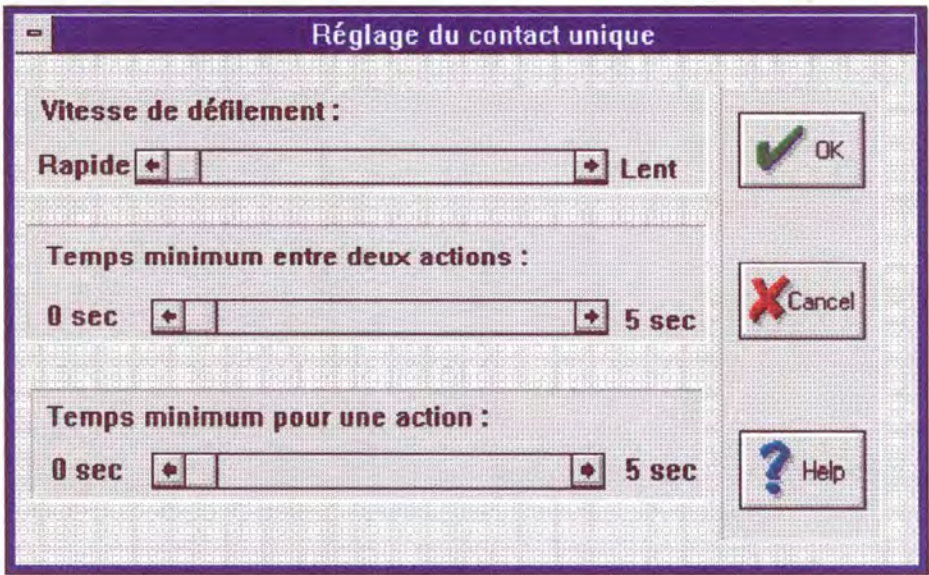 Réglage du contact unique
Vitesse de défilement :
Rapide Lent
Temps minimum entre deux actions :
0 sec 5 sec
Temps minimum pour une action :
0 sec 5 sec
OK
Cancel
Help